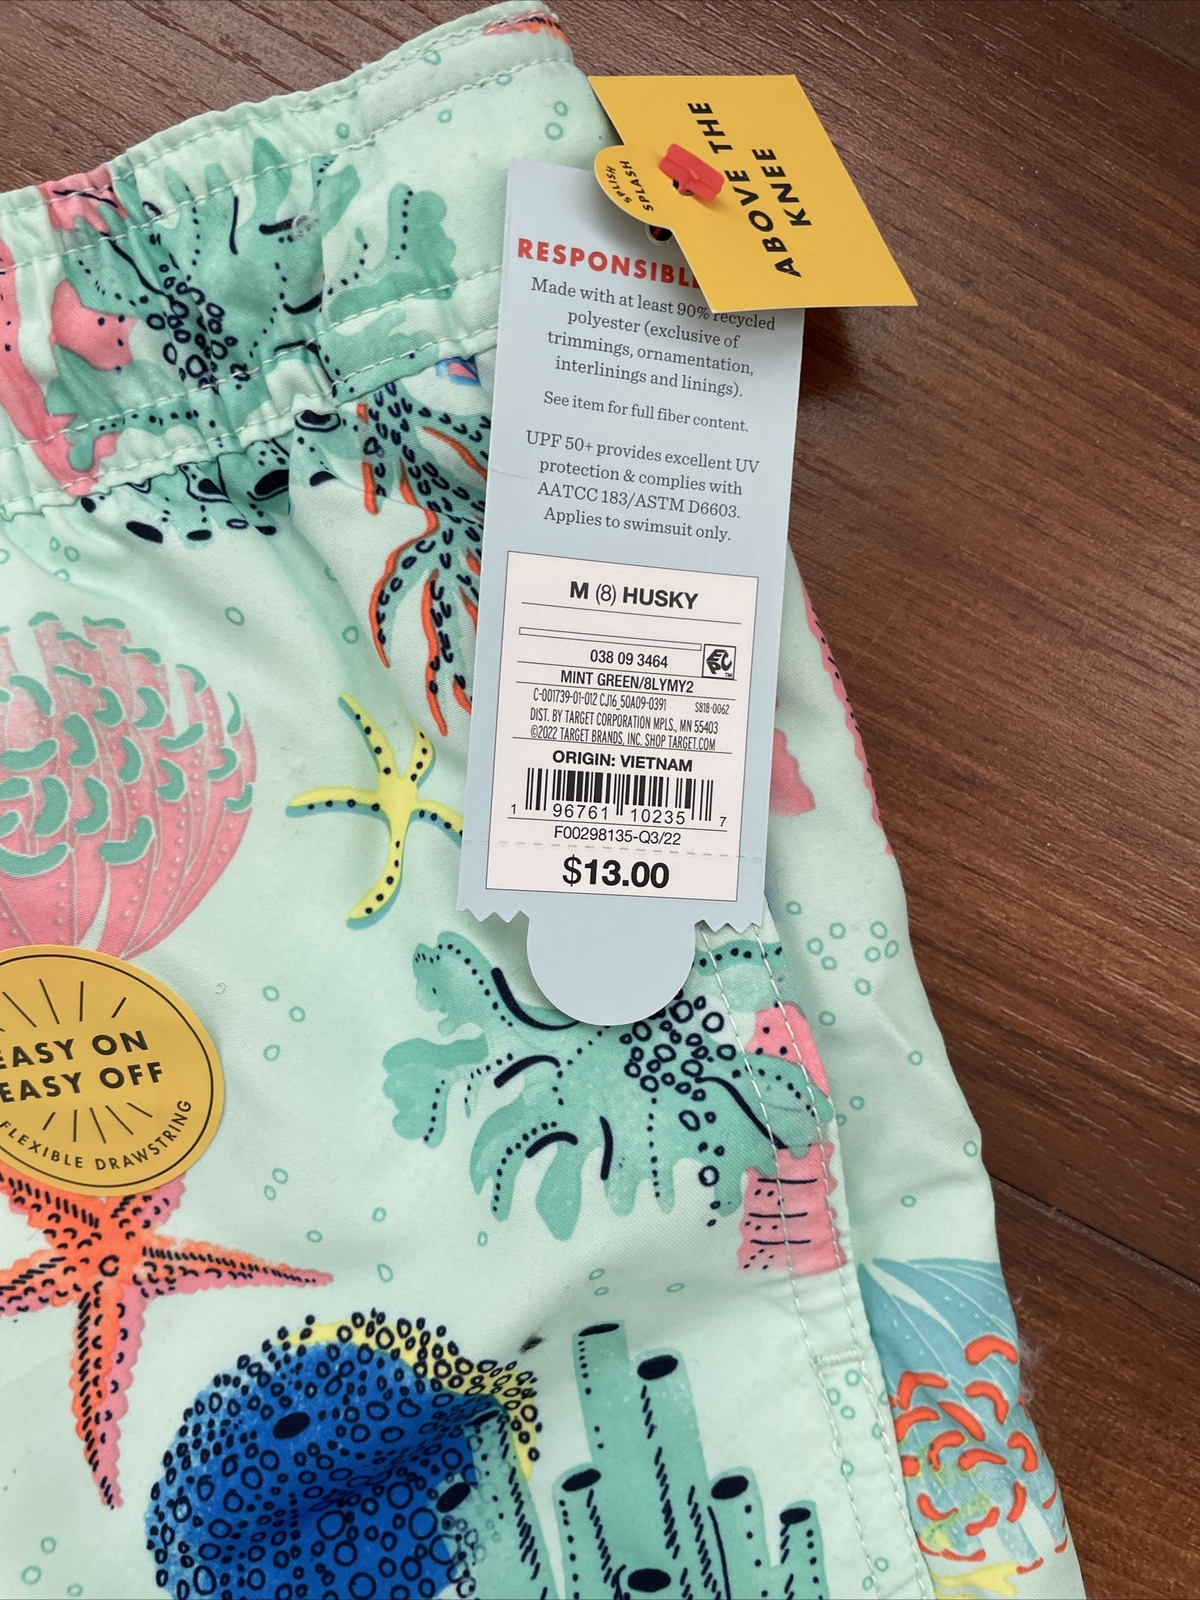 ABOVE THE
KNEE
SPLISH
SPLASH
Made with at least 90% recycled
polyester (exclusive of
trimmings, ornamentation,
interlinings and linings).
See item for full fiber content.
UPF 50+ provides excellent UV
protection & complies with
AATCC 183/ASTM D6603.
Applies to swimsuit only.
M (8) HUSKY
038 09 3464
MINT GREEN/8LYMY2
C-001739-01-012 CJ16_50A09-0391 S818-0062
DIST. BY TARGET CORPORATION MPLS., MN 55403
©2022 TARGET BRANDS, INC. SHOP TARGET.COM
ORIGIN: VIETNAM
1 96761 10235 7
F00298135-Q3/22
$13.00
EASY ON
EASY OFF
FLEXIBLE DRAWSTRING